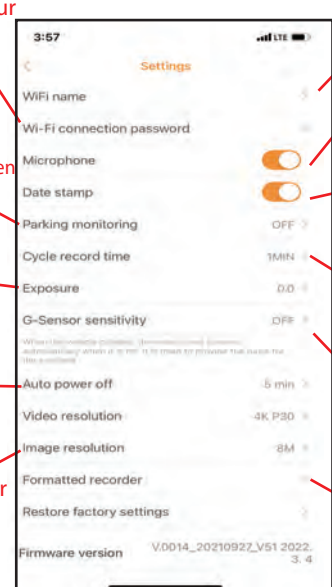 ur
3:57
LTE
Settings
WiFi name
Wi-Fi connection password
Microphone
en
Date stamp
Parking monitoring OFF
Cycle record time 1MIN
Exposure 0.0
G-Sensor sensitivity OFF
Auto power off 5 min
Video resolution 4K P30
Image resolution 8M
r
Formatted recorder
Restore factory settings
Firmware version V.0014_20210927_V51 2022.
3. 4